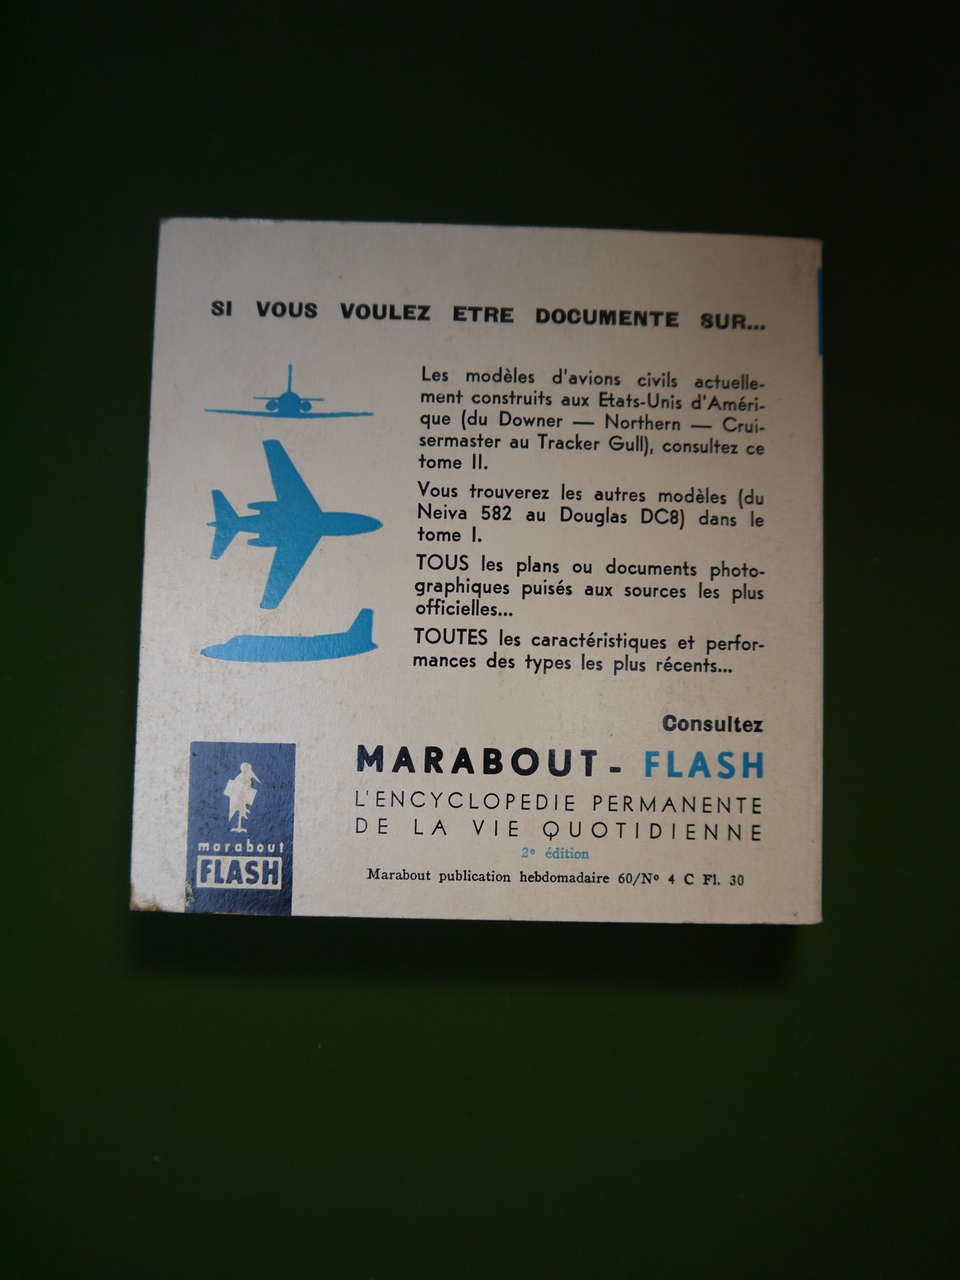 SI VOUS VOULEZ ETRE DOCUMENTE SUR...
Les modèles d'avions civils actuelle-
ment construits aux Etats-Unis d'Améri-
que (du Downer — Northern — Crui-
sermaster au Tracker Gull), consultez ce
tome II.
Vous trouverez les autres modèles (du
Neiva 582 au Douglas DC8) dans le
tome I.
TOUS les plans ou documents photo-
graphiques puisés aux sources les plus
officielles...
TOUTES les caractéristiques et perfor-
mances des types les plus récents...
Consultez
MARABOUT - FLASH
L'ENCYCLOPEDIE PERMANENTE
DE LA VIE QUOTIDIENNE
2e édition
Marabout publication hebdomadaire 60/No 4 C Fl. 30
marabout
FLASH